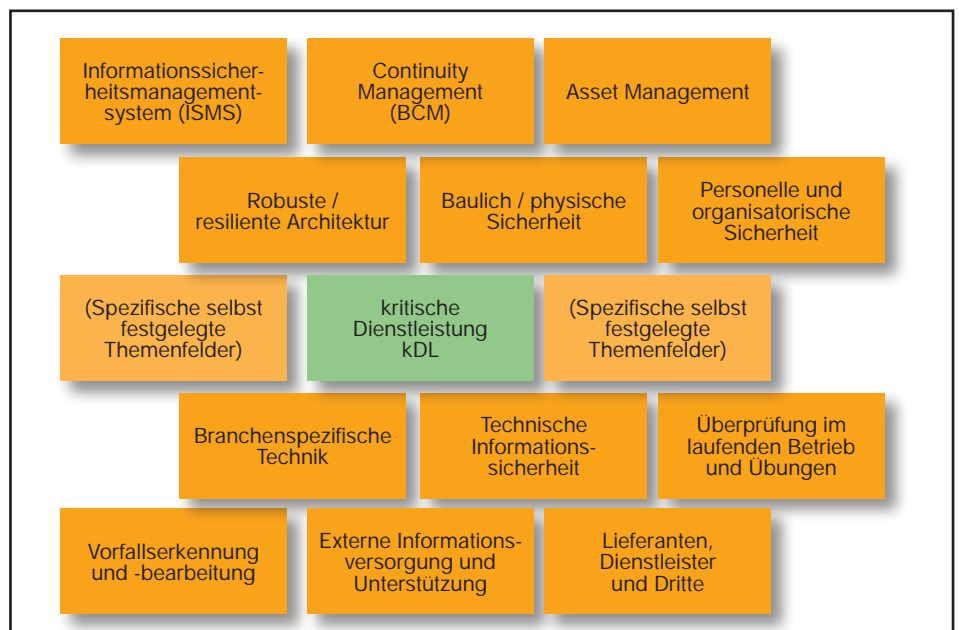 Informationssicher-
heitsmanagement-
system (ISMS)
Continuity
Management
(BCM)
Asset Management
Robuste /
resiliente Architektur
Baulich / physische
Sicherheit
Personelle und
organisatorische
Sicherheit
(Spezifische selbst
festgelegte
Themenfelder)
kritische
Dienstleistung
kDL
(Spezifische selbst
festgelegte
Themenfelder)
Branchenspezifische
Technik
Technische
Informations-
sicherheit
Überprüfung im
laufenden Betrieb
und Übungen
Vorfallserkennung
und -bearbeitung
Externe Informations-
versorgung und
Unterstützung
Lieferanten,
Dienstleister
und Dritte